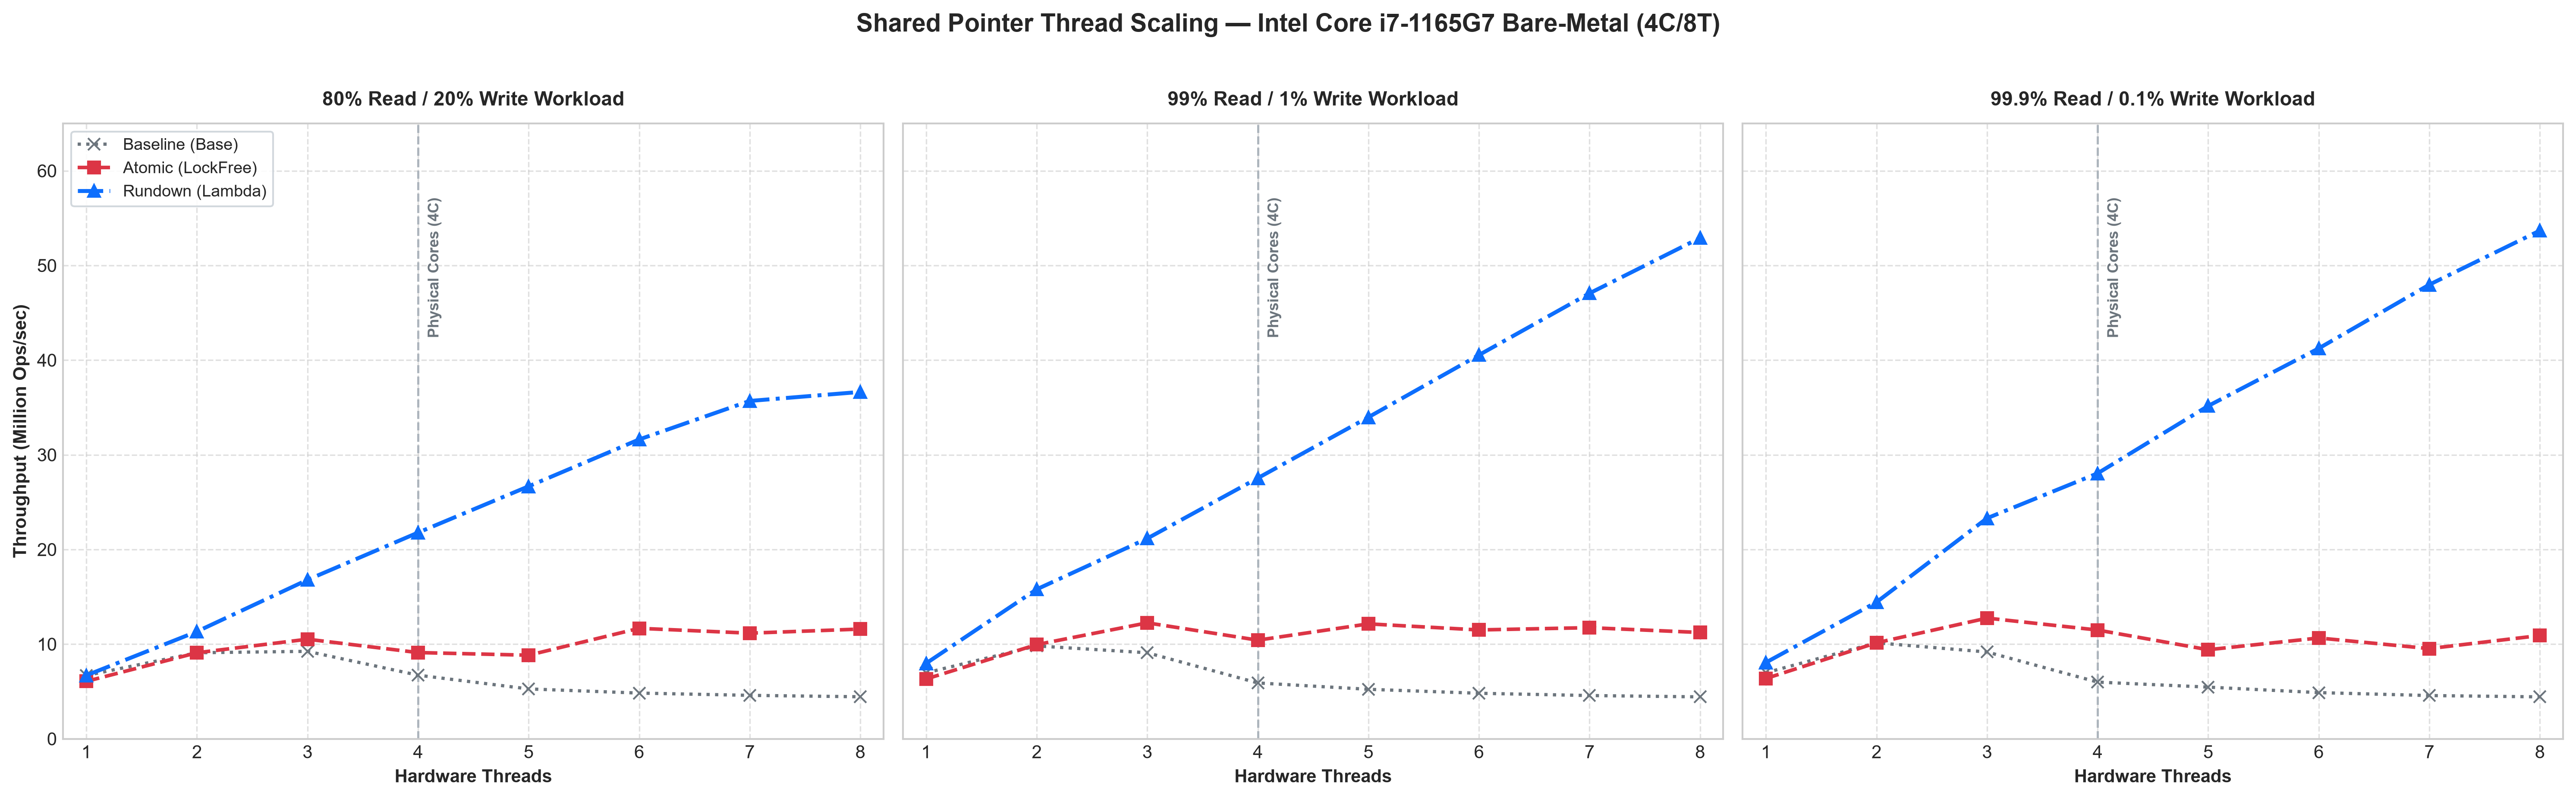 Shared Pointer Thread Scaling — Intel Core i7-1165G7 Bare-Metal (4C/8T)
80% Read / 20% Write Workload
Baseline (Base)
Atomic (LockFree)
Rundown (Lambda)
Physical Cores (4C)
Throughput (Million Ops/sec)
60
50
40
30
20
10
0
1 2 3 4 5 6 7 8
Hardware Threads
99% Read / 1% Write Workload
Physical Cores (4C)
1 2 3 4 5 6 7 8
Hardware Threads
99.9% Read / 0.1% Write Workload
Physical Cores (4C)
1 2 3 4 5 6 7 8
Hardware Threads